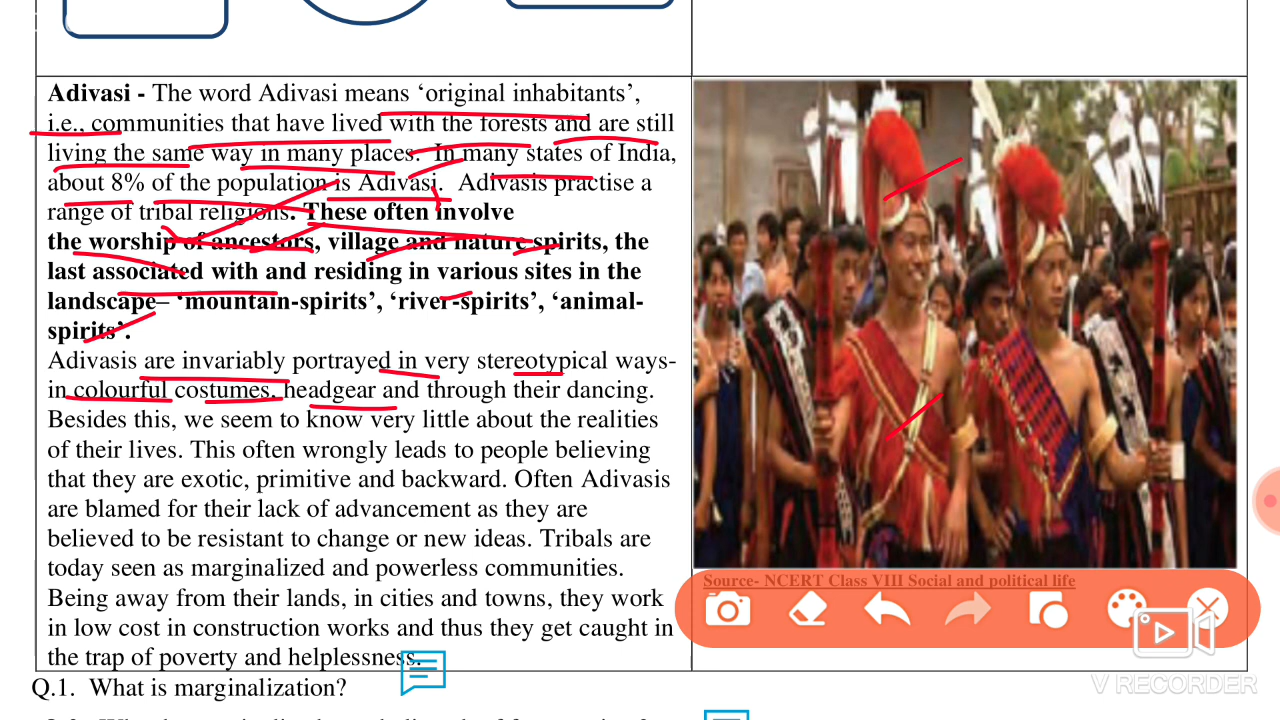 Adivasi - The word Adivasi means ‘original inhabitants’,
i.e., communities that have lived with the forests and are still
living the same way in many places. In many states of India,
about 8% of the population is Adivasi. Adivasis practise a
range of tribal religions. These often involve
the worship of ancestors, village and nature spirits, the
last associated with and residing in various sites in the
landscape– ‘mountain-spirits’, ‘river-spirits’, ‘animal-
spirits’.
Adivasis are invariably portrayed in very stereotypical ways-
in colourful costumes, headgear and through their dancing.
Besides this, we seem to know very little about the realities
of their lives. This often wrongly leads to people believing
that they are exotic, primitive and backward. Often Adivasis
are blamed for their lack of advancement as they are
believed to be resistant to change or new ideas. Tribals are
today seen as marginalized and powerless communities.
Being away from their lands, in cities and towns, they work
in low cost in construction works and thus they get caught in
the trap of poverty and helplessness.
Source- NCERT Class VIII Social and political life
Q.1. What is marginalization?
V RECORDER